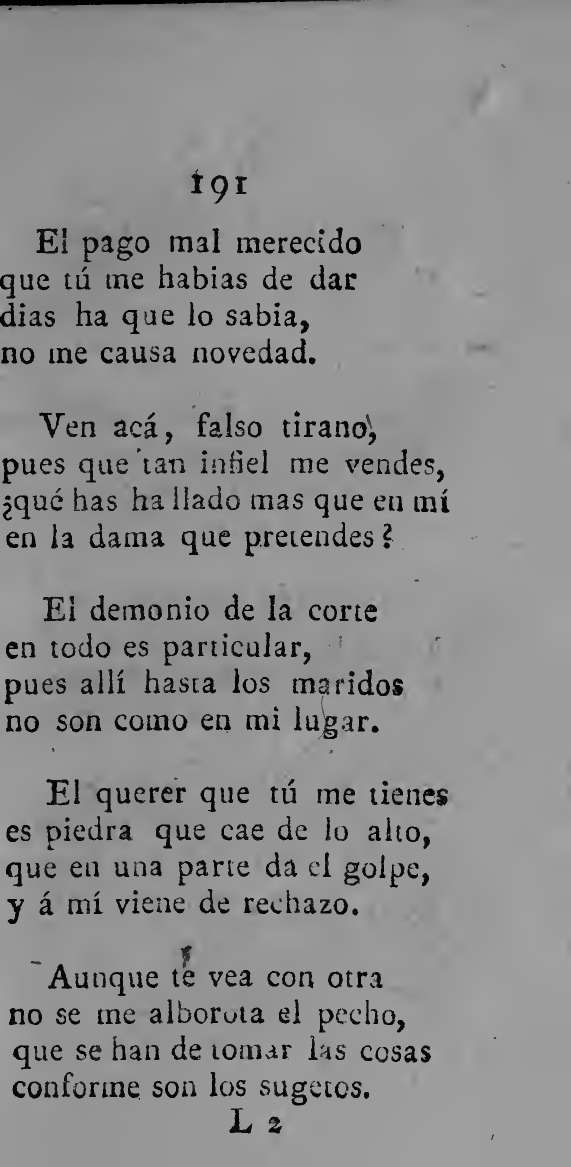 191
El pago mal merecido
que tú me habias de dar
dias ha que lo sabia,
no me causa novedad.
Ven acá, falso tirano,
pues que tan infiel me vendes,
¿qué has hallado mas que en mí
en la dama que pretendes?
El demonio de la corte
en todo es particular,
pues allí hasta los maridos
no son como en mi lugar.
El querer que tú me tienes
es piedra que cae de lo alto,
que en una parte da el golpe,
y á mí viene de rechazo.
Aunque te vea con otra
no se me alborota el pecho,
que se han de tomar las cosas
conforme son los sugetos.
L 2